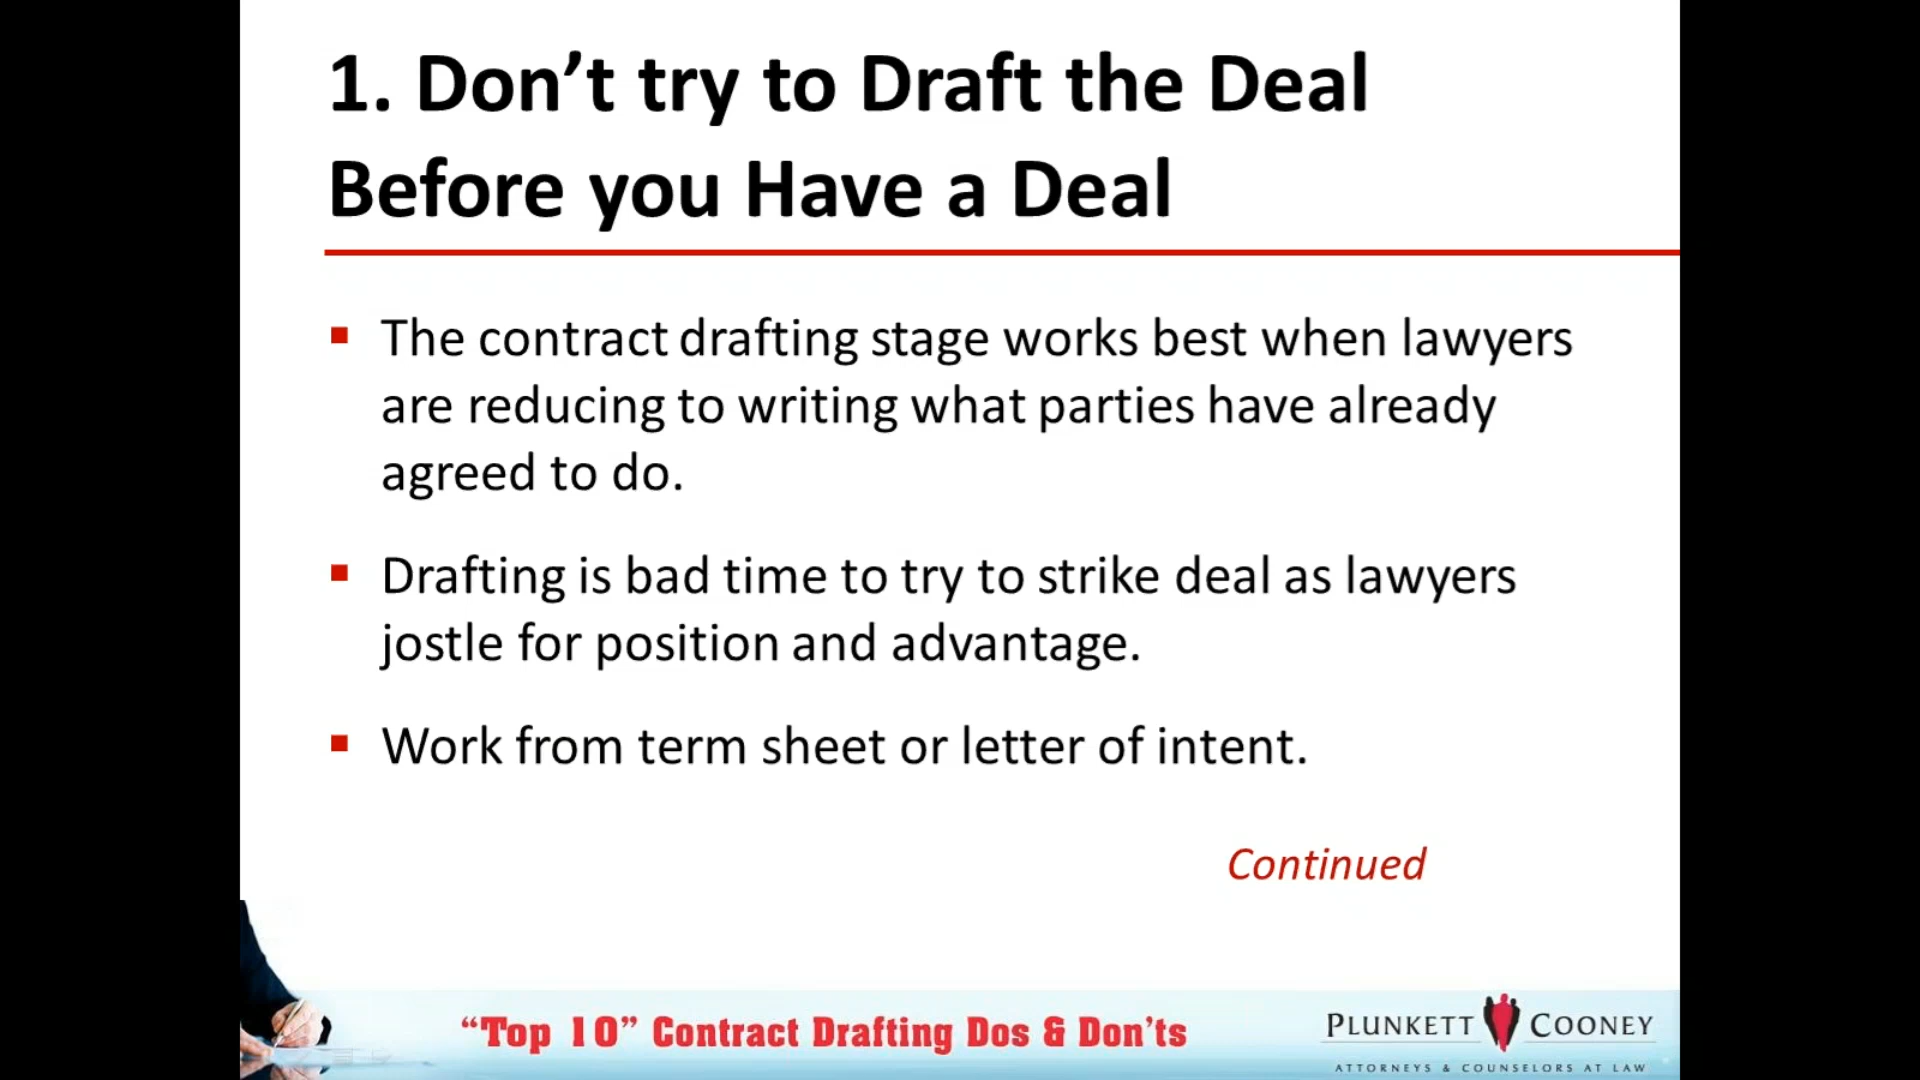 1. Don’t try to Draft the Deal
Before you Have a Deal
▪ The contract drafting stage works best when lawyers
are reducing to writing what parties have already
agreed to do.
▪ Drafting is bad time to try to strike deal as lawyers
jostle for position and advantage.
▪ Work from term sheet or letter of intent.
Continued
“Top 10” Contract Drafting Dos & Don’ts
PLUNKETT COONEY
ATTORNEYS & COUNSELORS AT LAW